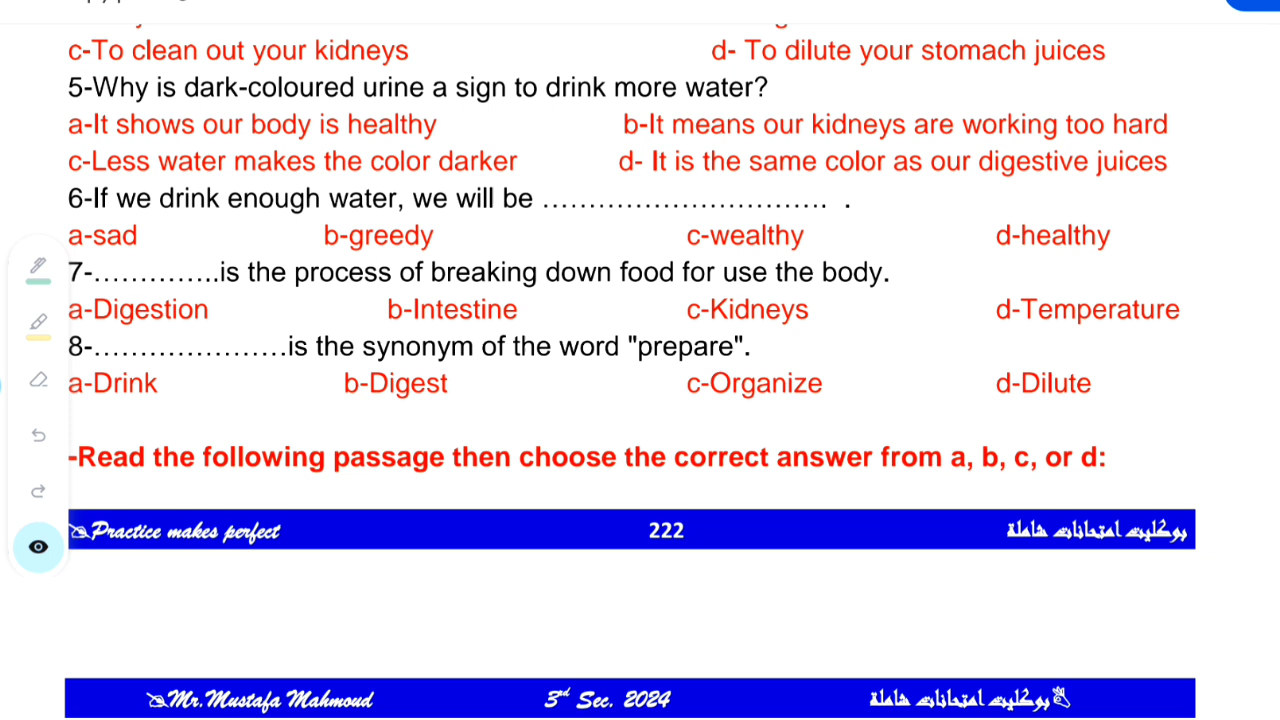 c-To clean out your kidneys d- To dilute your stomach juices
5-Why is dark-coloured urine a sign to drink more water?
a-It shows our body is healthy b-It means our kidneys are working too hard
c-Less water makes the color darker d- It is the same color as our digestive juices
6-If we drink enough water, we will be ………………………….. .
a-sad b-greedy c-wealthy d-healthy
7-…………..is the process of breaking down food for use the body.
a-Digestion b-Intestine c-Kidneys d-Temperature
8-…………………is the synonym of the word "prepare".
a-Drink b-Digest c-Organize d-Dilute
-Read the following passage then choose the correct answer from a, b, c, or d:
Practice makes perfect 222 بوكليت امتحانات شاملة
Mr. Mustafa Mahmoud 3rd Sec. 2024 بوكليت امتحانات شاملة